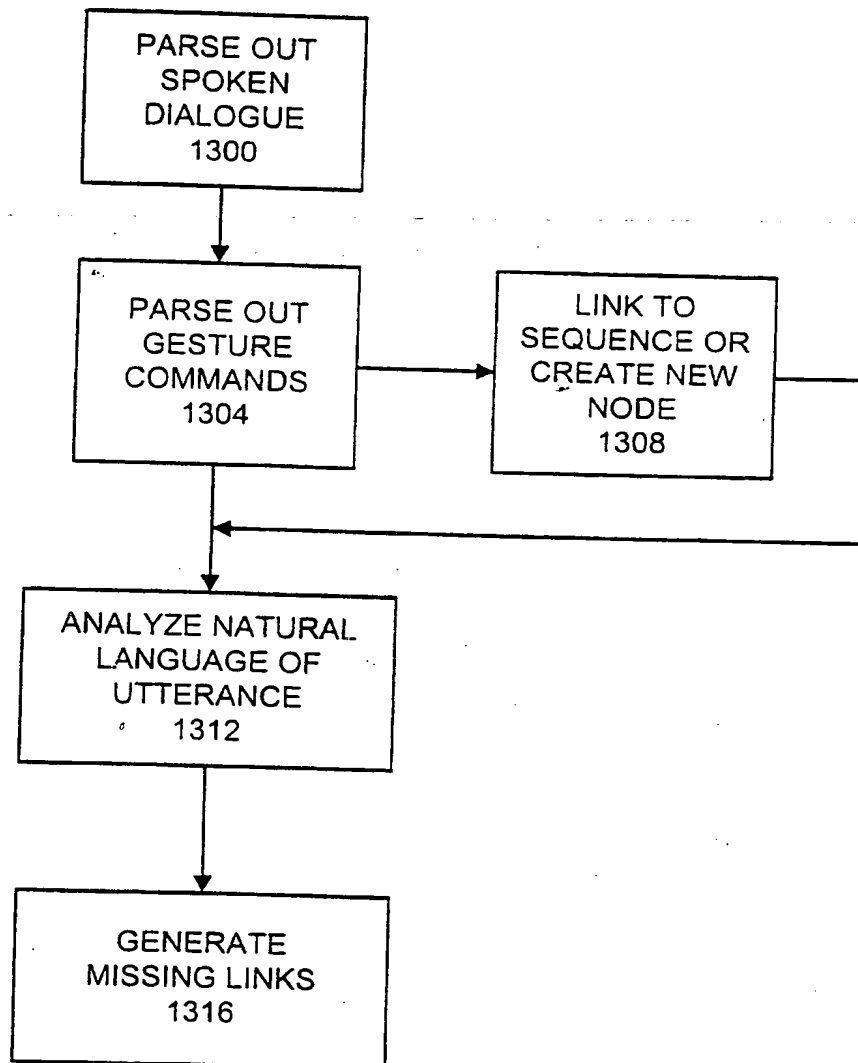 PARSE OUT
SPOKEN
DIALOGUE
1300
PARSE OUT
GESTURE
COMMANDS
1304
LINK TO
SEQUENCE OR
CREATE NEW
NODE
1308
ANALYZE NATURAL
LANGUAGE OF
UTTERANCE
1312
GENERATE
MISSING LINKS
1316